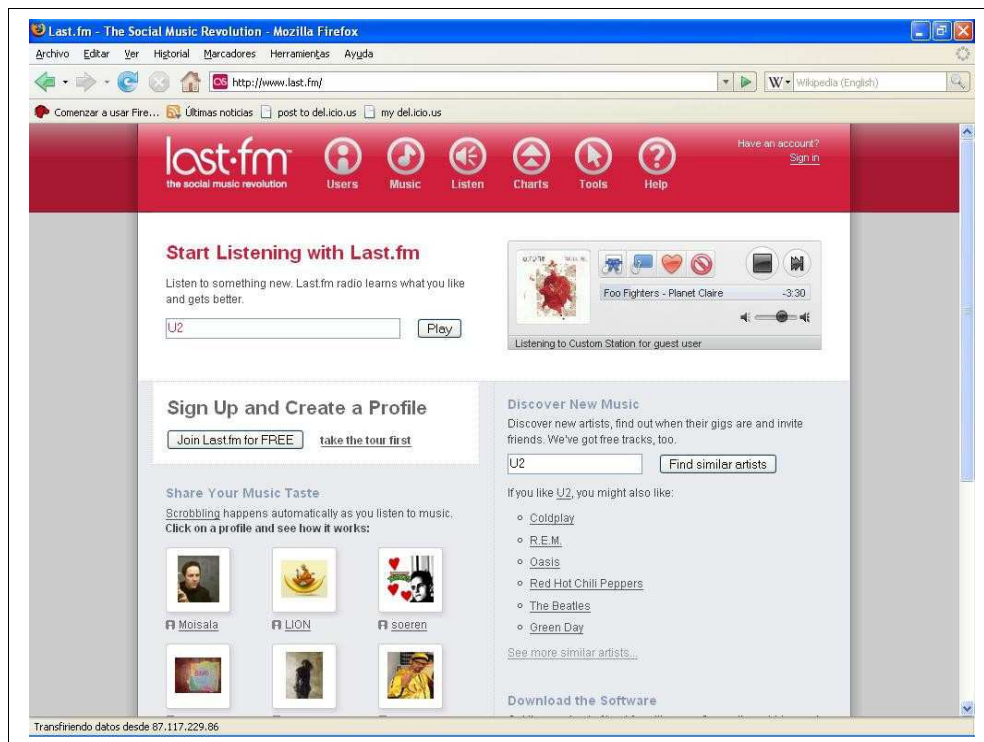 Last.fm - The Social Music Revolution - Mozilla Firefox
Archivo Editar Ver Historial Marcadores Herramientas Ayuda
http://www.last.fm/
W Wikipedia (English)
Comenzar a usar Fire... Últimas noticias post to del.icio.us my del.icio.us
last·fm
the social music revolution
Users Music Listen Charts Tools Help
Have an account?
Sign in
Start Listening with Last.fm
Listen to something new. Last.fm radio learns what you like
and gets better.
U2 Play
Foo Fighters - Planet Claire -3:30
Listening to Custom Station for guest user
Sign Up and Create a Profile
Join Last.fm for FREE take the tour first
Share Your Music Taste
Scrobbling happens automatically as you listen to music.
Click on a profile and see how it works:
Moisala LION soeren
Discover New Music
Discover new artists, find out when their gigs are and invite
friends. We've got free tracks, too.
U2 Find similar artists
If you like U2, you might also like:
Coldplay
R.E.M.
Oasis
Red Hot Chili Peppers
The Beatles
Green Day
See more similar artists...
Download the Software
Transfiriendo datos desde 87.117.229.86